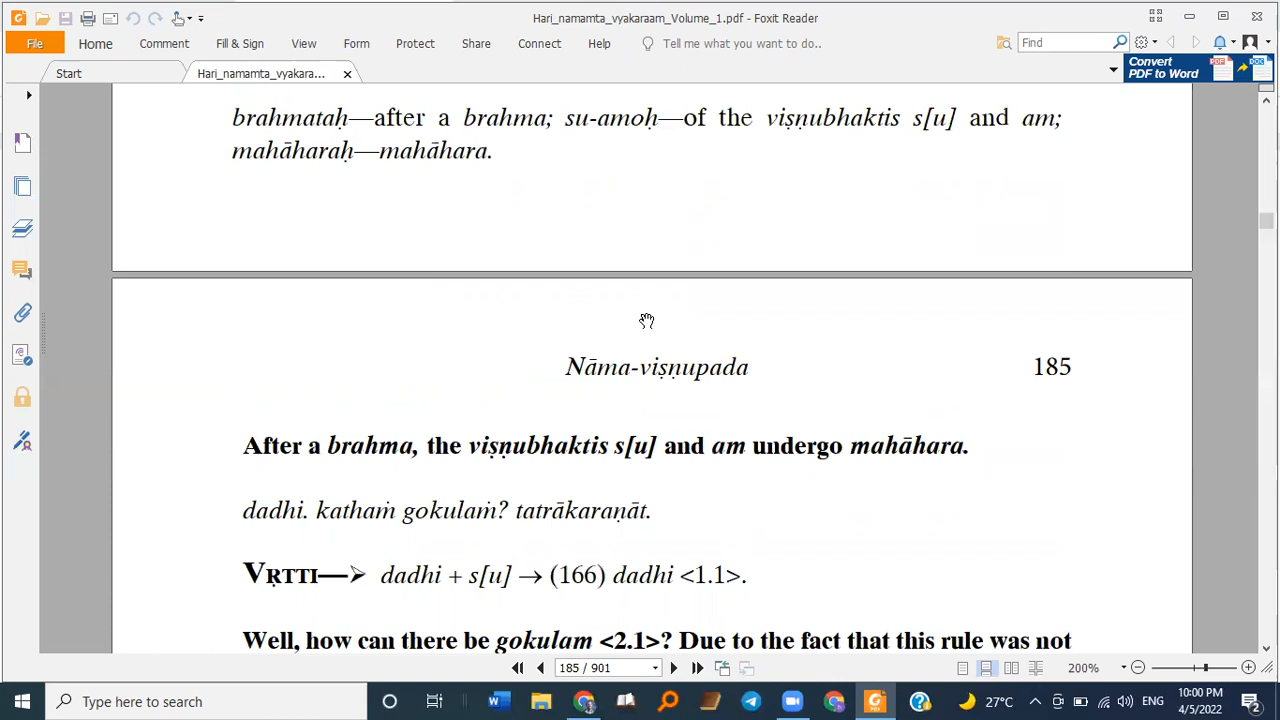 Hari_namamta_vyakaraam_Volume_1.pdf - Foxit Reader
File Home Comment Fill & Sign View Form Protect Share Connect Help Tell me what you want to do.. Find
Start Hari_namamta_vyakara... Convert
PDF to Word
brahmataḥ—after a brahma; su-amoḥ—of the viṣṇubhaktis s[u] and am;
mahāharaḥ—mahāhara.
Nāma-viṣṇupada 185
After a brahma, the viṣṇubhaktis s[u] and am undergo mahāhara.
dadhi. kathaṁ gokulaṁ? tatrākaraṇāt.
VṚTTI—➢ dadhi + s[u] → (166) dadhi <1.1>.
Well, how can there be gokulam <2.1>? Due to the fact that this rule was not
185 / 901 200%
Type here to search 27°C ENG 10:00 PM
4/5/2022 2